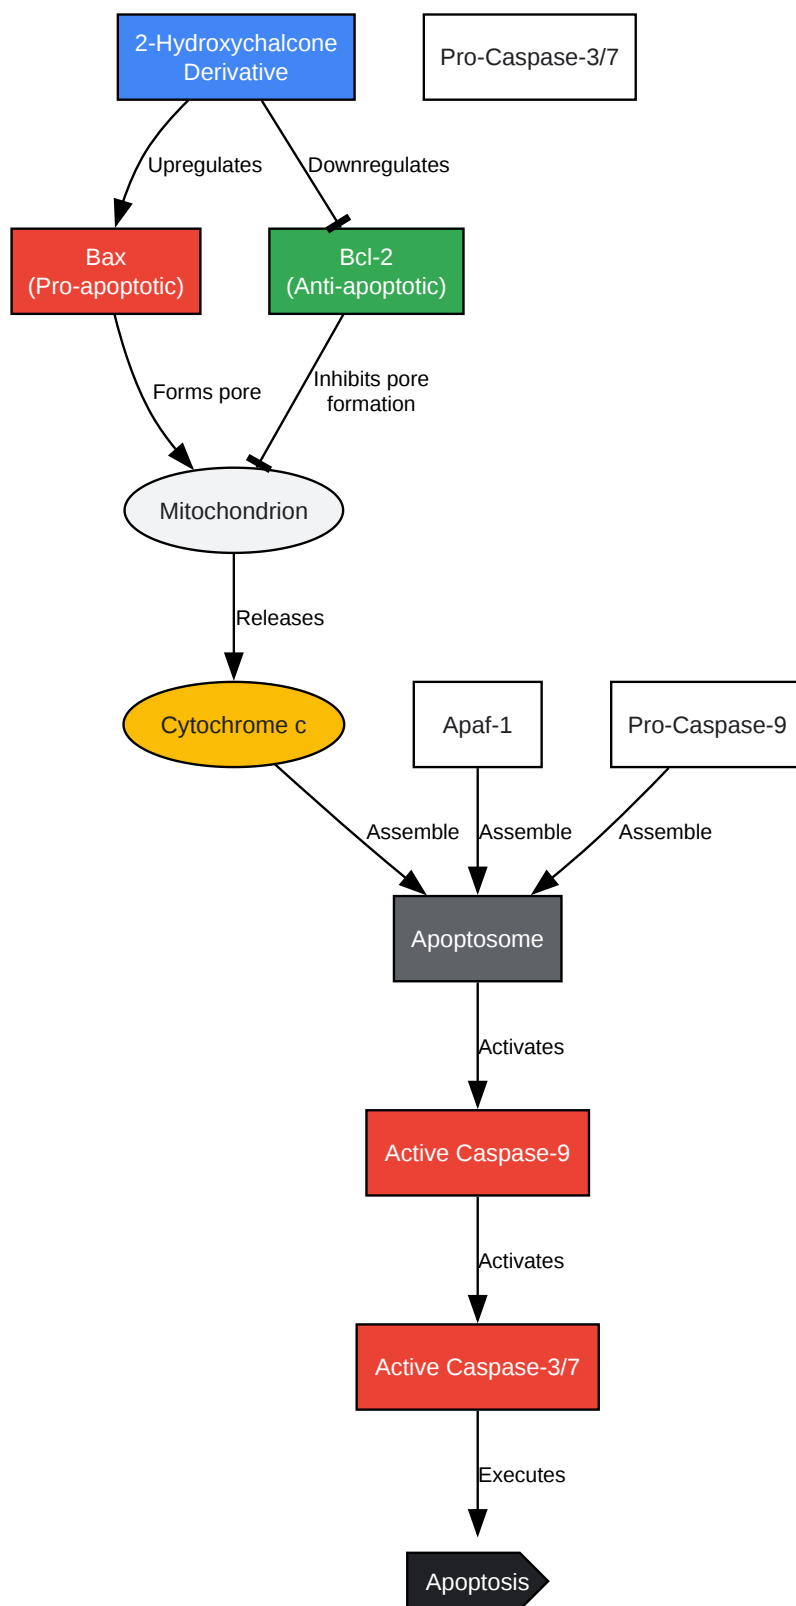 2-Hydroxychalcone
Derivative
Pro-Caspase-3/7
Upregulates
Downregulates
Bax
(Pro-apoptotic)
Bcl-2
(Anti-apoptotic)
Forms pore
Inhibits pore
formation
Mitochondrion
Releases
Cytochrome c
Apaf-1
Pro-Caspase-9
Assemble
Assemble
Assemble
Apoptosome
Activates
Active Caspase-9
Activates
Active Caspase-3/7
Executes
Apoptosis